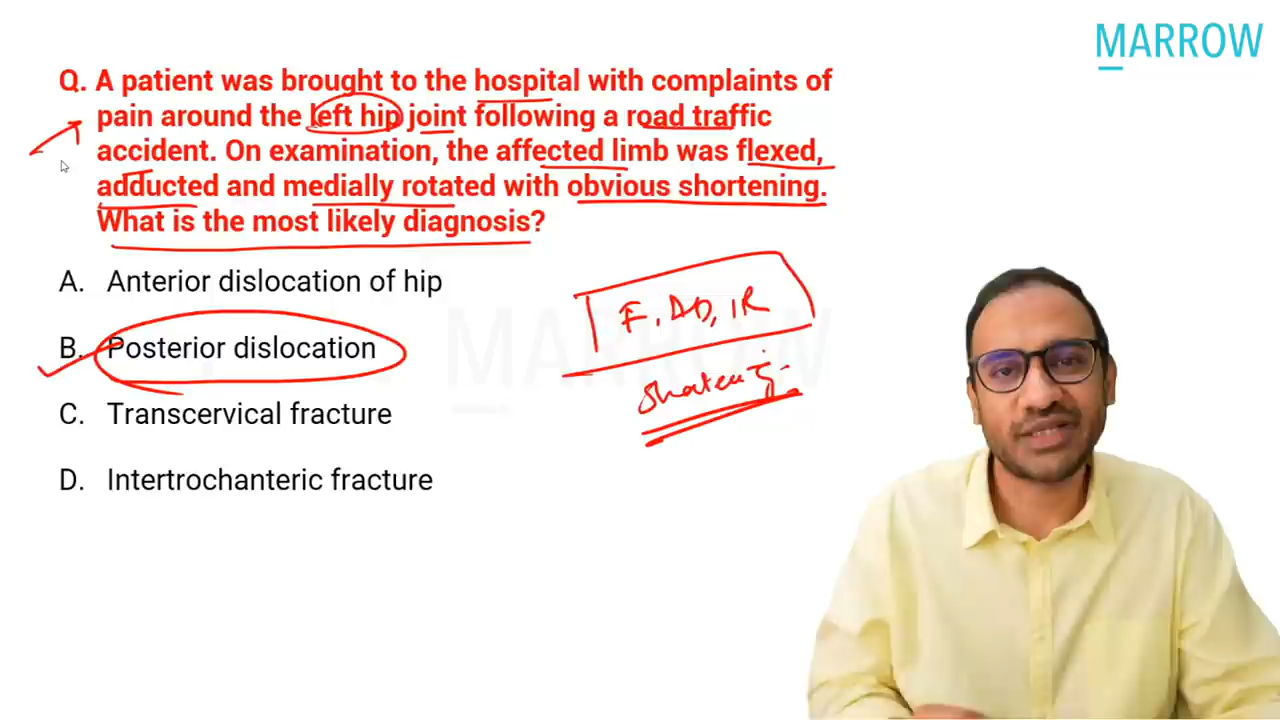 MARROW
Q. A patient was brought to the hospital with complaints of
pain around the left hip joint following a road traffic
accident. On examination, the affected limb was flexed,
adducted and medially rotated with obvious shortening.
What is the most likely diagnosis?
A. Anterior dislocation of hip
B. Posterior dislocation
C. Transcervical fracture
D. Intertrochanteric fracture
F, AD, IR
MARROW